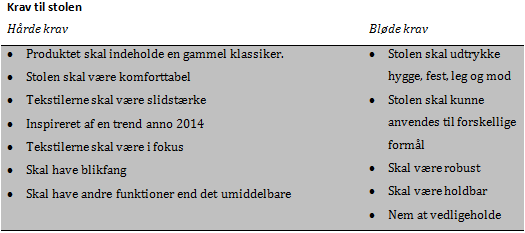 Krav til stolen
Hårde krav
Bløde krav
• Produktet skal indeholde en gammel klassiker.
• Stolen skal være komforttabel
• Tekstilerne skal være slidstærke
• Inspireret af en trend anno 2014
• Tekstilerne skal være i fokus
• Skal have blikfang
• Skal have andre funktioner end det umiddelbare
• Stolen skal udtrykke
hygge, fest, leg og mod
• Stolen skal kunne
anvendes til forskellige
formål
• Skal være robust
• Skal være holdbar
• Nem at vedligeholde